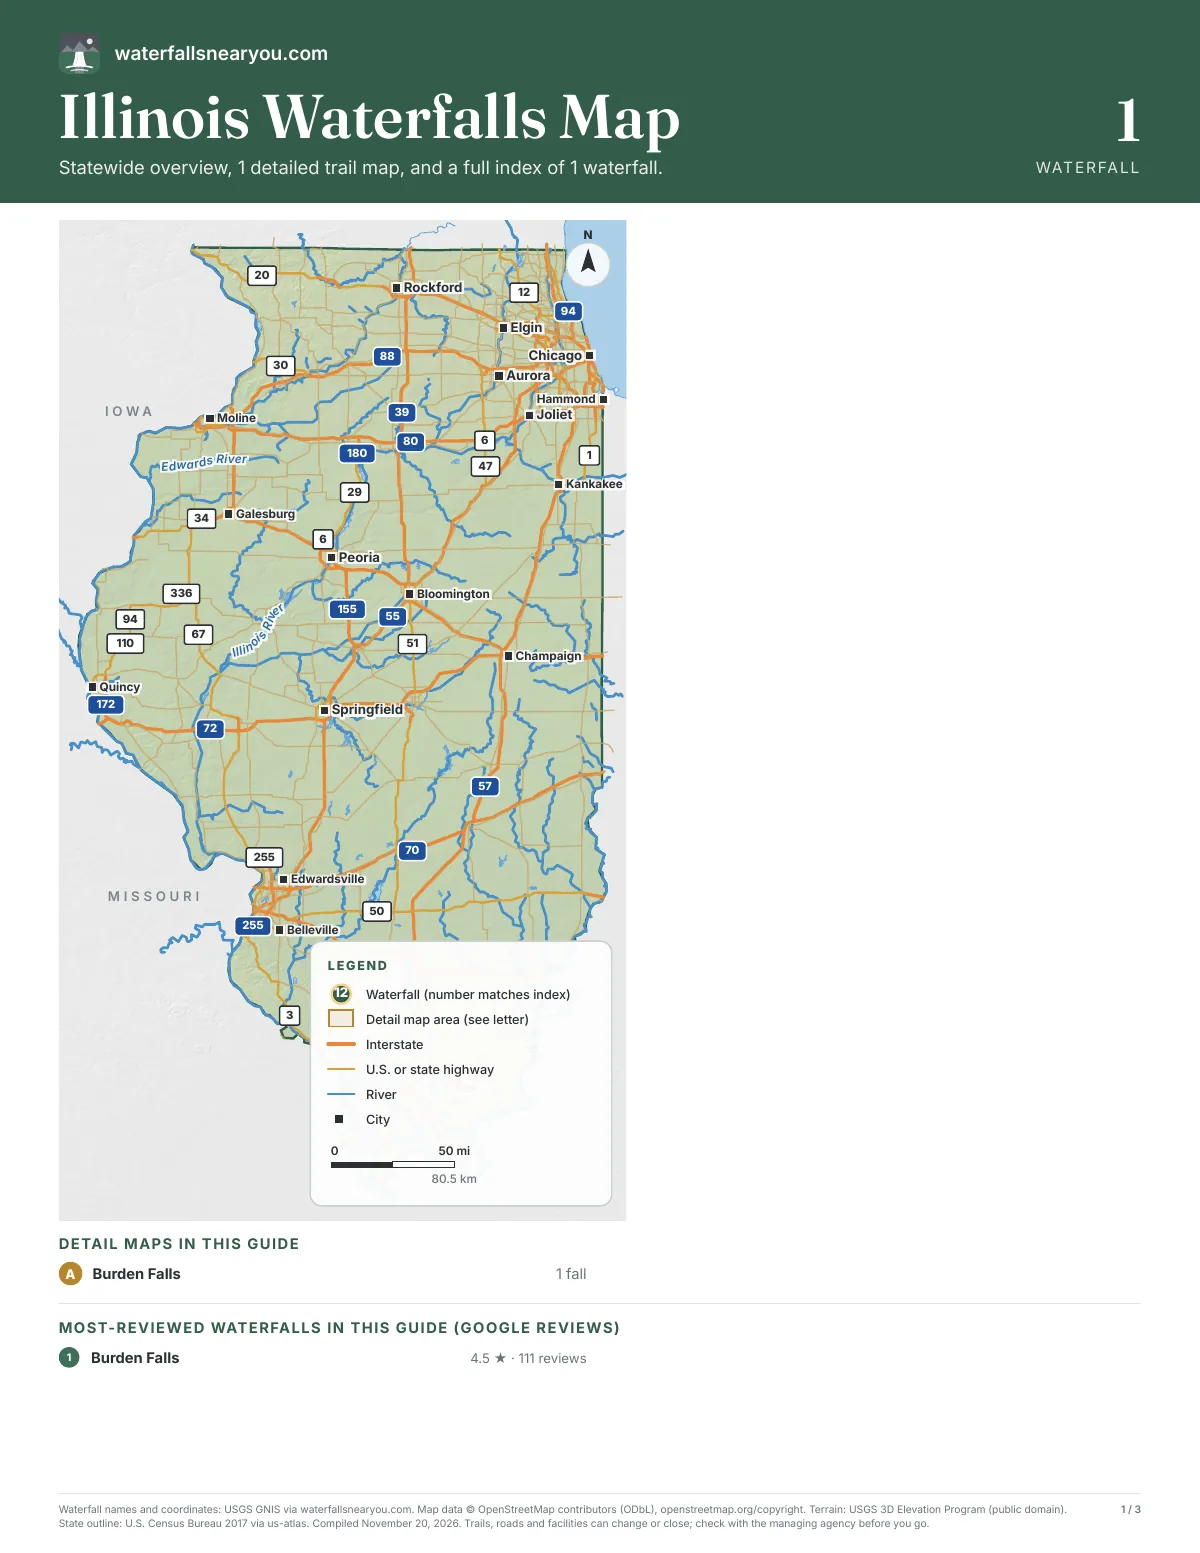 waterfallsnearyou.com
Illinois Waterfalls Map
Statewide overview, 1 detailed trail map, and a full index of 1 waterfall.
1
WATERFALL
N
20
Rockford
12
94
Elgin
Chicago
88
30
Aurora
Hammond
IOWA
39
Joliet
Moline
80
6
180
1
Edwards River
47
Kankakee
29
34
Galesburg
6
Peoria
336
Bloomington
155
55
94
Illinois River
67
110
51
Champaign
Quincy
172
Springfield
72
57
70
255
Edwardsville
MISSOURI
50
255
Belleville
3
LEGEND
12
Waterfall (number matches index)
Detail map area (see letter)
Interstate
U.S. or state highway
River
City
0 50 mi
80.5 km
DETAIL MAPS IN THIS GUIDE
A Burden Falls 1 fall
MOST-REVIEWED WATERFALLS IN THIS GUIDE (GOOGLE REVIEWS)
1 Burden Falls 4.5 ★ · 111 reviews
Waterfall names and coordinates: USGS GNIS via waterfallsnearyou.com. Map data © OpenStreetMap contributors (ODbL), openstreetmap.org/copyright. Terrain: USGS 3D Elevation Program (public domain).
1 / 3
State outline: U.S. Census Bureau 2017 via us-atlas. Compiled November 20, 2026. Trails, roads and facilities can change or close; check with the managing agency before you go.